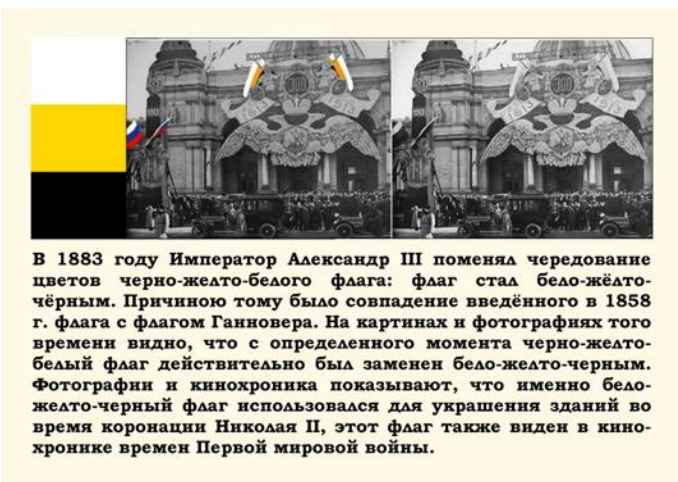 1613 300 1913
В 1883 году Император Александр III поменял чередование
цветов черно-желто-белого флага: флаг стал бело-жёлто-
чёрным. Причиною тому было совпадение введённого в 1858
г. флага с флагом Ганновера. На картинах и фотографиях того
времени видно, что с определенного момента черно-желто-
белый флаг действительно был заменен бело-желто-черным.
Фотографии и кинохроника показывают, что именно бело-
желто-черный флаг использовался для украшения зданий во
время коронации Николая II, этот флаг также виден в кино-
хронике времен Первой мировой войны.